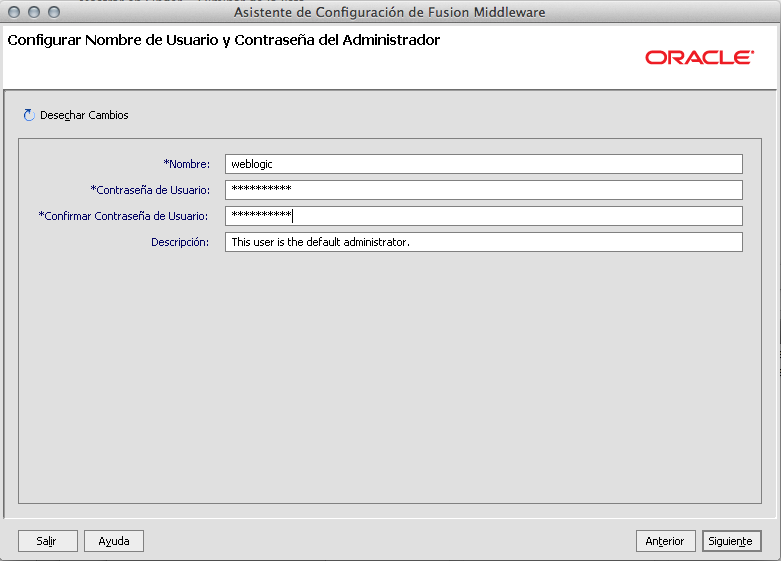 Asistente de Configuración de Fusion Middleware
Configurar Nombre de Usuario y Contraseña del Administrador
ORACLE
Desechar Cambios
*Nombre: weblogic
*Contraseña de Usuario: **********
*Confirmar Contraseña de Usuario: **********
Descripción: This user is the default administrator.
Salir Ayuda Anterior Siguiente